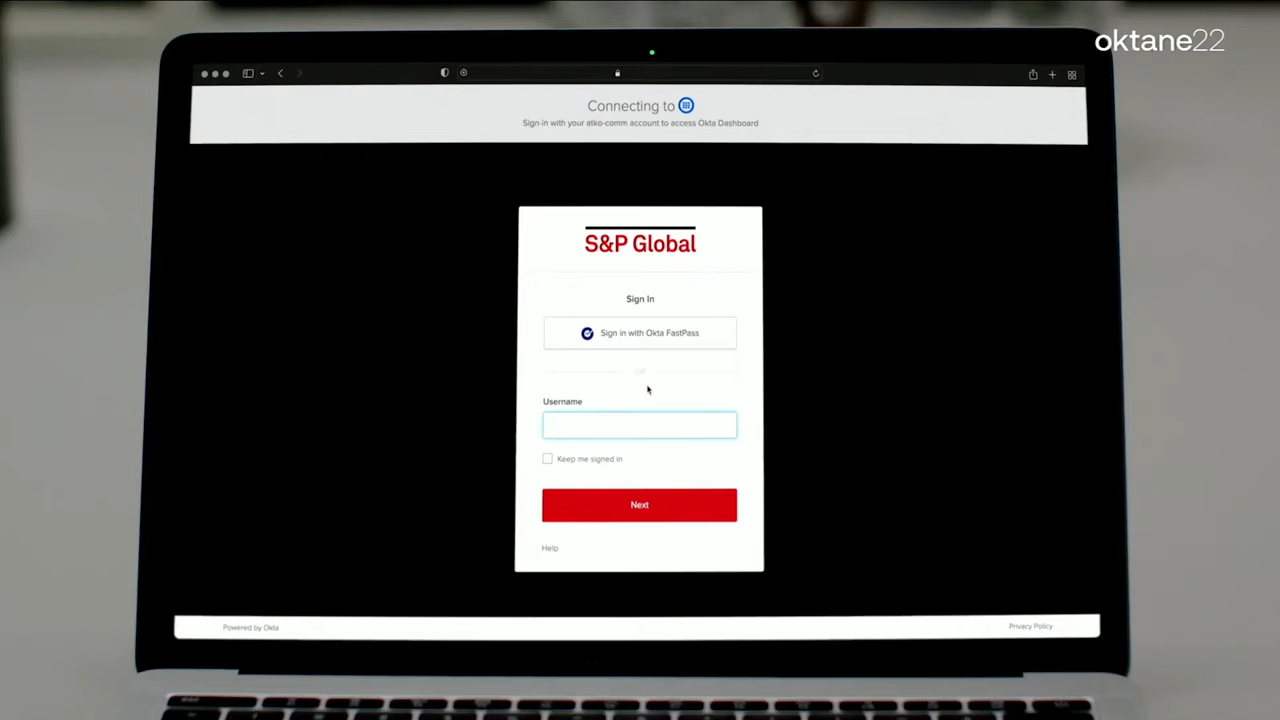 oktane22
Connecting to
Sign-in with your atko-comm account to access Okta Dashboard
S&P Global
Sign In
Sign in with Okta FastPass
OR
Username
Keep me signed in
Next
Help
Powered by Okta
Privacy Policy